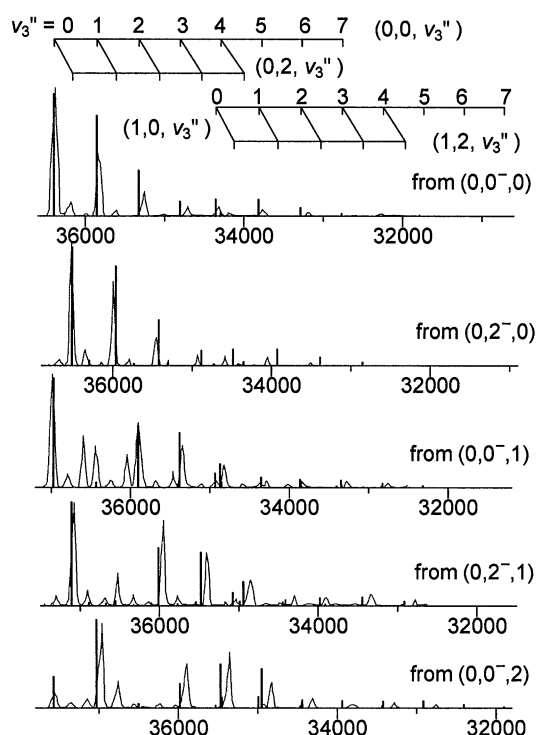 v₃" = 0 1 2 3 4 5 6 7 (0,0, v₃" )
(0,2, v₃" )
0 1 2 3 4 5 6 7
(1,0, v₃") (1,2, v₃")
from (0,0⁻,0)
36000 34000 32000
from (0,2⁻,0)
36000 34000 32000
from (0,0⁻,1)
36000 34000 32000
from (0,2⁻,1)
36000 34000 32000
from (0,0⁻,2)
36000 34000 32000